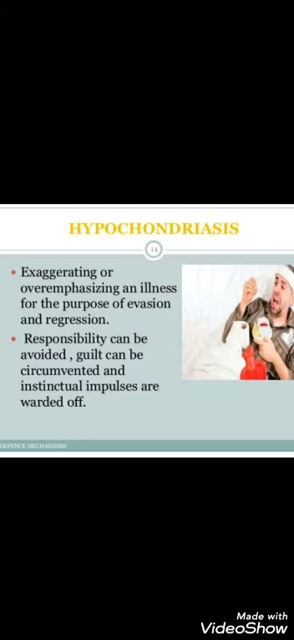 HYPOCHONDRIASIS
14
• Exaggerating or
overemphasizing an illness
for the purpose of evasion
and regression.
• Responsibility can be
avoided , guilt can be
circumvented and
instinctual impulses are
warded off.
DEFENCE MECHANISMS
Made with
VideoShow